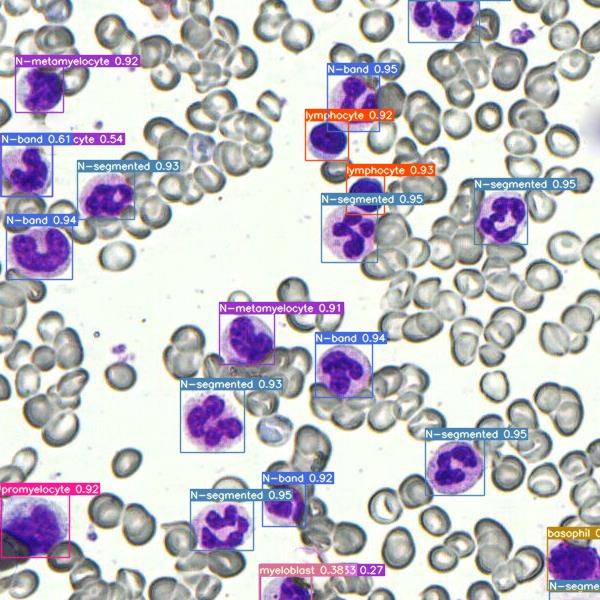 N-metamyelocyte 0.92
N-band 0.95
lymphocyte 0.92
N-band 0.61 cyte 0.54
N-segmented 0.93
lymphocyte 0.93
N-segmented 0.95
N-segmented 0.95
N-band 0.94
N-metamyelocyte 0.91
N-band 0.94
N-segmented 0.93
N-segmented 0.95
N-band 0.92
promyelocyte 0.92
N-segmented 0.95
basophil 0
myeloblast 0.38 0.27
N-segme